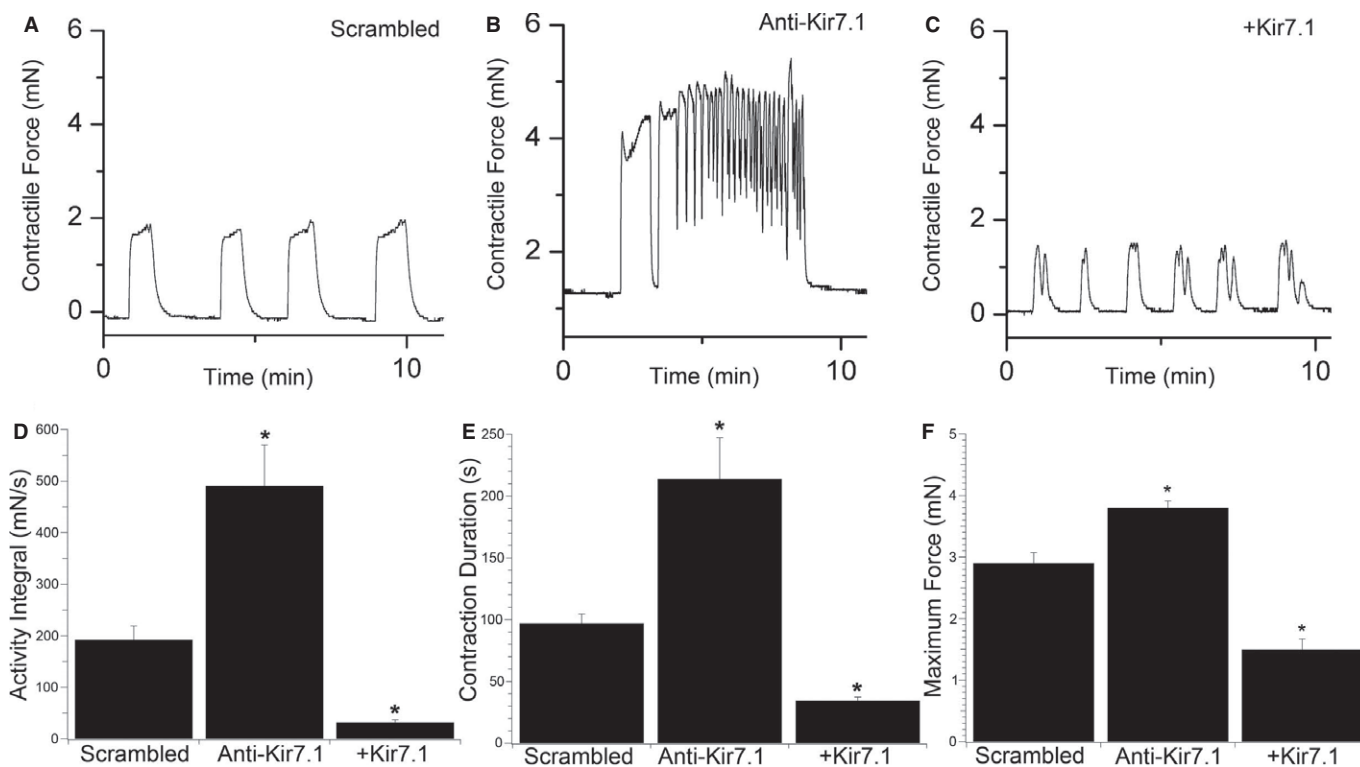 A
Scrambled
Contractile Force (mN)
6
4
2
0
0
10
Time (min)
B
Anti-Kir7.1
Contractile Force (mN)
6
4
2
0
10
Time (min)
C
+Kir7.1
Contractile Force (mN)
6
4
2
0
0
10
Time (min)
D
Activity Integral (mN/s)
600
500
400
300
200
100
0
*
*
Scrambled
Anti-Kir7.1
+Kir7.1
E
Contraction Duration (s)
250
200
150
100
50
0
*
*
Scrambled
Anti-Kir7.1
+Kir7.1
F
Maximum Force (mN)
5
4
3
2
1
0
*
*
Scrambled
Anti-Kir7.1
+Kir7.1